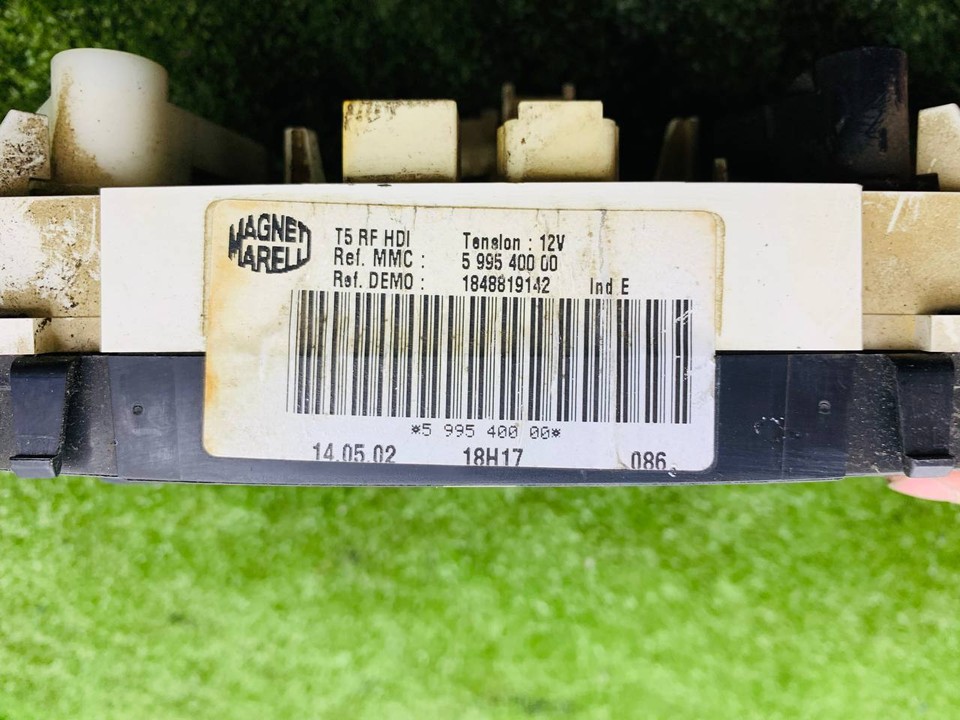 MAGNETI
MARELLI
T5 RF HDI Tension : 12V
Ref. MMC : 5 995 400 00
Ref. DEMO : 1848819142 Ind E
*5 995 400 00*
14.05.02 18H17 086